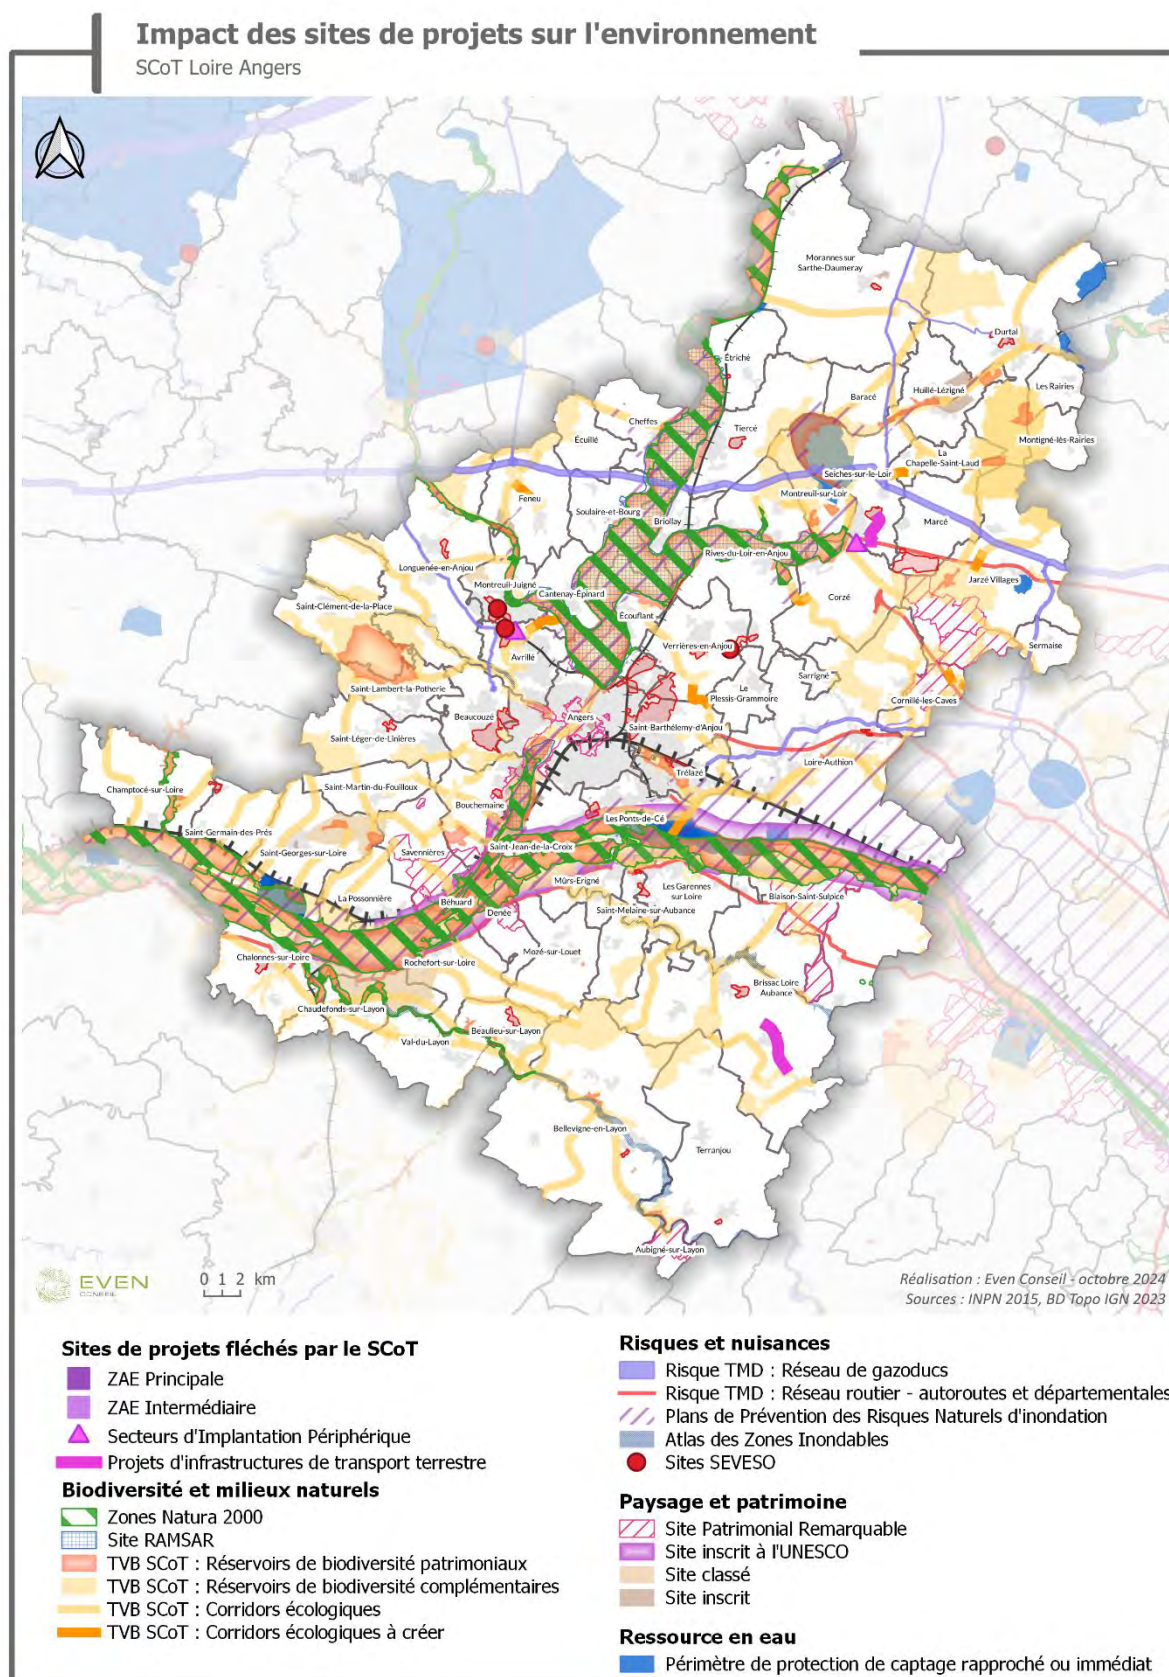 Impact des sites de projets sur l'environnement
SCoT Loire Angers
Morannes sur
Sarthe-Daumeray
Durtal
Étriché
Les Rairies
Huillé-Lézigné
Baracé
Cheffes
Tiercé
Écuillé
Montigné-lès-Rairies
La
Chapelle-Saint-Laud
Seiches-sur-le-Loir
Montreuil-sur-Loir
Feneu
Soulaire-et-Bourg
Briollay
Marcé
Rives-du-Loir-en-Anjou
Longuenée-en-Anjou
Jarzé Villages
Montreuil-Juigné
Cantenay-Épinard
Corzé
Saint-Clément-de-la-Place
Écouflant
Verrières-en-Anjou
Sermaise
Avrillé
Sarrigné
Saint-Lambert-la-Potherie
Le
Plessis-Grammoire
Cornillé-les-Caves
Beaucouzé
Angers
Saint-Barthélemy-d'Anjou
Saint-Léger-de-Linières
Loire-Authion
Trélazé
Saint-Martin-du-Fouilloux
Champtocé-sur-Loire
Bouchemaine
Les Ponts-de-Cé
Saint-Germain-des-Prés
Saint-Georges-sur-Loire
Savennières
Saint-Jean-de-la-Croix
Mûrs-Erigné
Les Garennes
sur Loire
Blaison-Saint-Sulpice
La Possonnière
Béhuard
Denée
Saint-Melaine-sur-Aubance
Mozé-sur-Louet
Chalonnes-sur-Loire
Rochefort-sur-Loire
Brissac Loire
Aubance
Chaudefonds-sur-Layon
Beaulieu-sur-Layon
Val-du-Layon
Bellevigne-en-Layon
Terranjou
Aubigné-sur-Layon
EVEN
CONSEIL
0 1 2 km
Réalisation : Even Conseil - octobre 2024
Sources : INPN 2015, BD Topo IGN 2023
Sites de projets fléchés par le SCoT
ZAE Principale
ZAE Intermédiaire
Secteurs d'Implantation Périphérique
Projets d'infrastructures de transport terrestre
Biodiversité et milieux naturels
Zones Natura 2000
Site RAMSAR
TVB SCoT : Réservoirs de biodiversité patrimoniaux
TVB SCoT : Réservoirs de biodiversité complémentaires
TVB SCoT : Corridors écologiques
TVB SCoT : Corridors écologiques à créer
Risques et nuisances
Risque TMD : Réseau de gazoducs
Risque TMD : Réseau routier - autoroutes et départementales
Plans de Prévention des Risques Naturels d'inondation
Atlas des Zones Inondables
Sites SEVESO
Paysage et patrimoine
Site Patrimonial Remarquable
Site inscrit à l'UNESCO
Site classé
Site inscrit
Ressource en eau
Périmètre de protection de captage rapproché ou immédiat